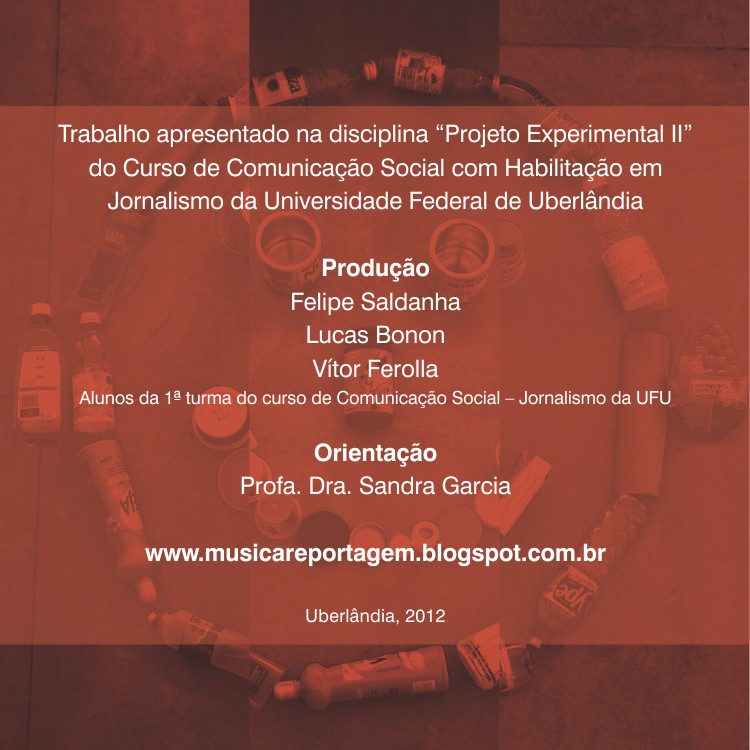 Trabalho apresentado na disciplina “Projeto Experimental II”
do Curso de Comunicação Social com Habilitação em
Jornalismo da Universidade Federal de Uberlândia
Produção
Felipe Saldanha
Lucas Bonon
Vítor Ferolla
Alunos da 1ª turma do curso de Comunicação Social – Jornalismo da UFU
Orientação
Profa. Dra. Sandra Garcia
www.musicareportagem.blogspot.com.br
Uberlândia, 2012